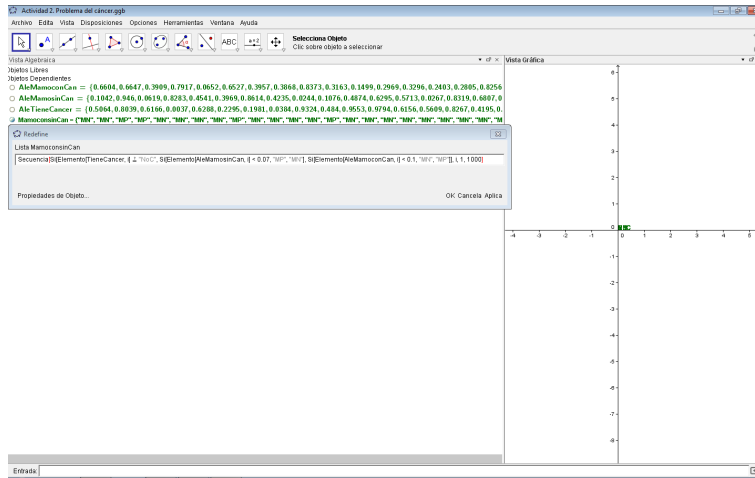 Actividad 2. Problema del cáncer.ggb
Archivo Edita Vista Disposiciones Opciones Herramientas Ventana Ayuda
ABC
a=2
Selecciona Objeto
Clic sobre objeto a seleccionar
Vista Algebraica
Vista Gráfica
Objetos Libres
Objetos Dependientes
AleMamoconCan = {0.6604, 0.6647, 0.3909, 0.7917, 0.0652, 0.6527, 0.3957, 0.3868, 0.8373, 0.3163, 0.1499, 0.2969, 0.3296, 0.2403, 0.2805, 0.8256
AleMamosinCan = {0.1042, 0.946, 0.0619, 0.8283, 0.4541, 0.3969, 0.8614, 0.4235, 0.0244, 0.1076, 0.4874, 0.6295, 0.5713, 0.0267, 0.8319, 0.6807, 0
AleTieneCancer = {0.5064, 0.8039, 0.6166, 0.0037, 0.6288, 0.2295, 0.1981, 0.0384, 0.9324, 0.484, 0.9553, 0.9794, 0.6156, 0.5609, 0.8267, 0.4195, 0.
MamoconsinCan = {"MN", "MN", "MP", "MP", "MN", "MN", "MN", "MN", "MP", "MN", "MN", "MN", "MN", "MP", "MN", "MN", "M
Redefine
Lista MamoconsinCan
Secuencia[Si[Elemento[TieneCancer, i] ≟ "NoC", Si[Elemento[AleMamosinCan, i] < 0.07, "MP", "MN"], Si[Elemento[AleMamoconCan, i] < 0.1, "MN", "MP"]], i, 1, 1000]
Propiedades de Objeto...
OK Cancela Aplica
6
5
4
3
2
1
0
-4 -3 -2 -1 0 1 2 3 4 5
-1
-2
-3
-4
-5
-6
-7
-8
Entrada: